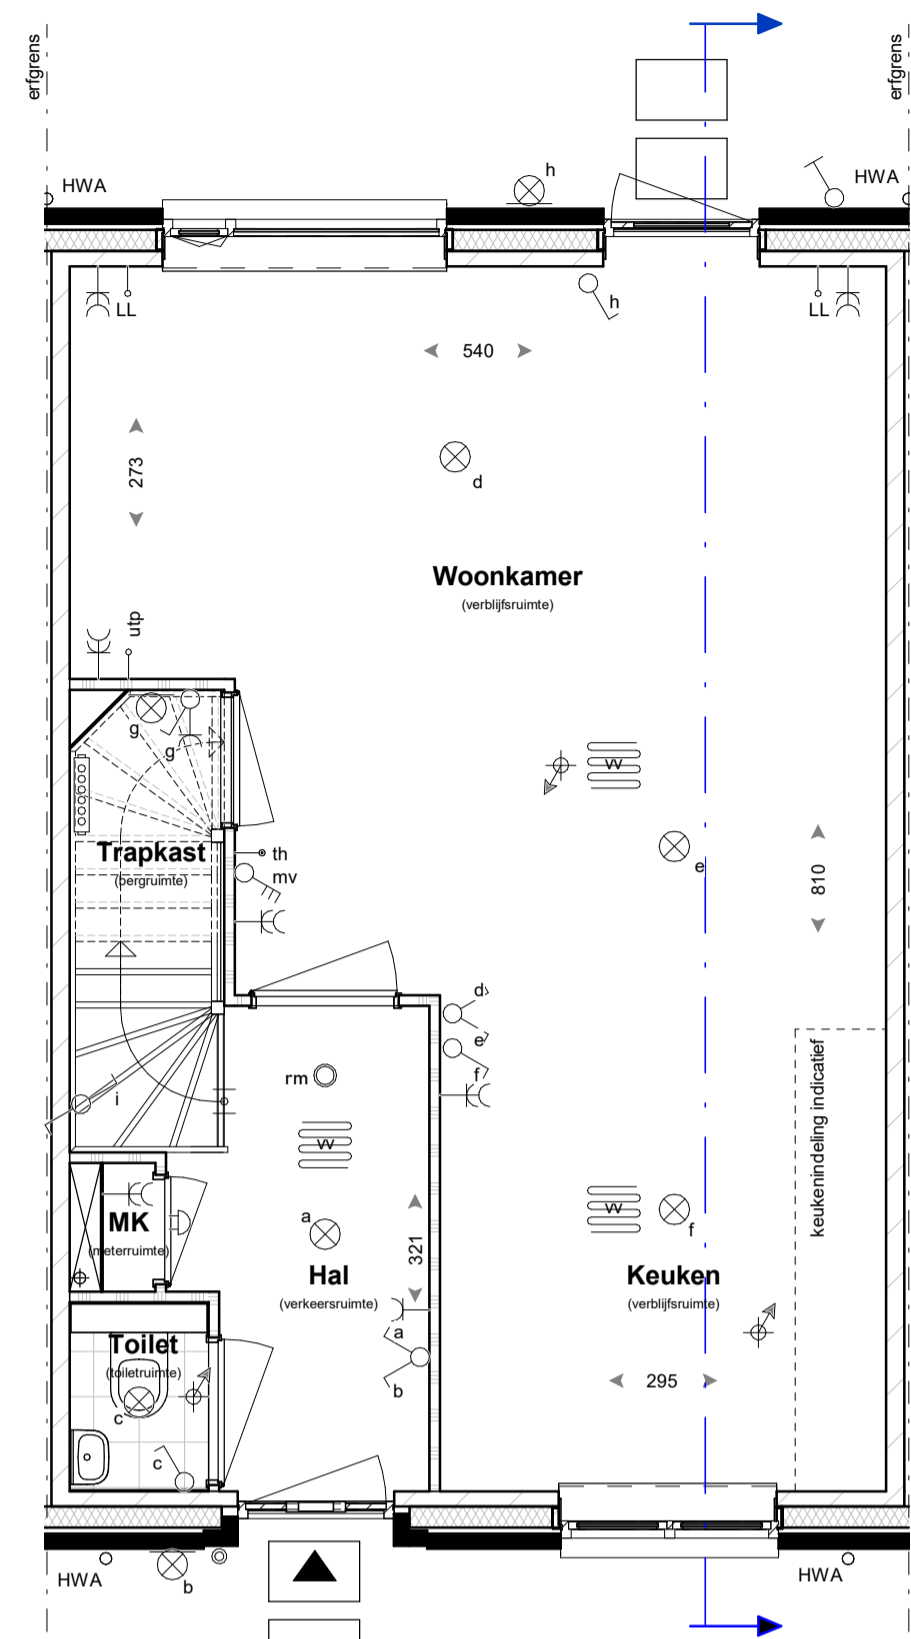 erfgrens
erfgrens
HWA
h
HWA
LL
h
LL
540
273
d
Woonkamer
(verblijfsruimte)
utp
g
g
vv
e
810
Trapkast
(bergruimte)
th
mv
d
e
f
rm
i
vv
keukenindeling indicatief
vv
MK
(meterruimte)
a
f
321
Hal
(verkeersruimte)
Keuken
(verblijfsruimte)
a
Toilet
(toiletruimte)
295
b
c
c
HWA
b
HWA